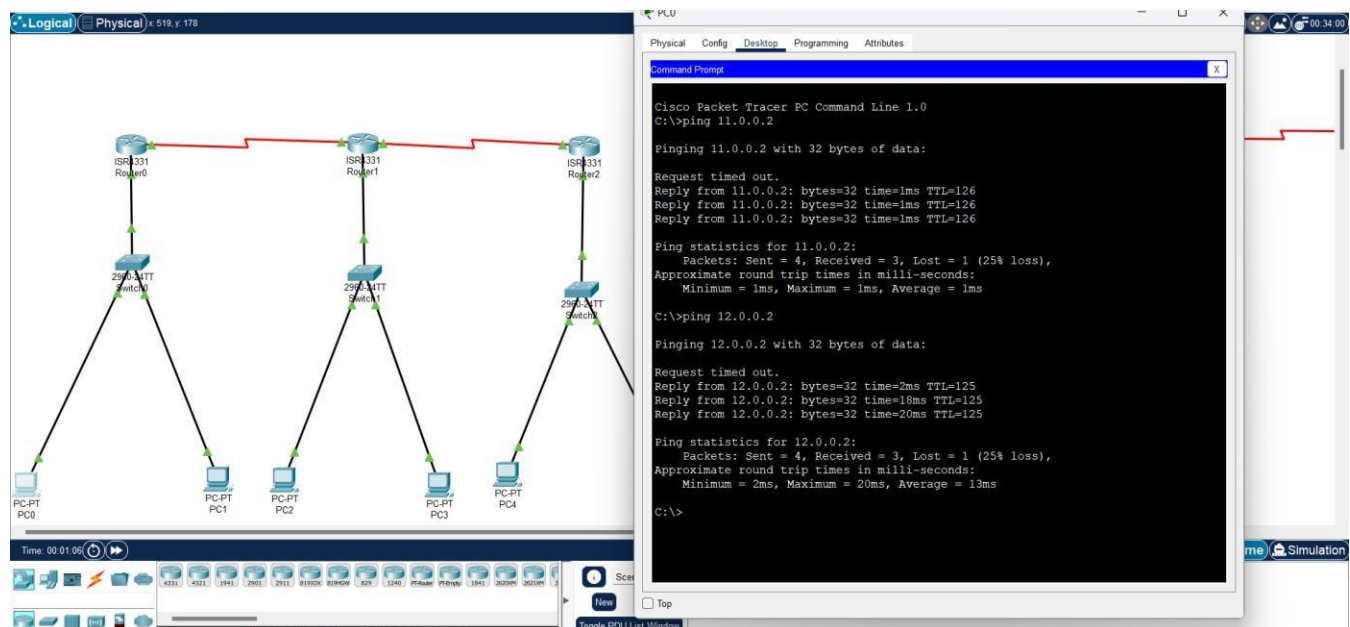 Logical Physical x: 519, y: 178
00:34:00
ISR4331
Router0
ISR4331
Router1
ISR4331
Router2
2960-24TT
Switch0
2960-24TT
Switch1
2960-24TT
Switch2
PC-PT
PC0
PC-PT
PC1
PC-PT
PC2
PC-PT
PC3
PC-PT
PC4
PC0
Physical Config Desktop Programming Attributes
Command Prompt X
Cisco Packet Tracer PC Command Line 1.0
C:\>ping 11.0.0.2
Pinging 11.0.0.2 with 32 bytes of data:
Request timed out.
Reply from 11.0.0.2: bytes=32 time=1ms TTL=126
Reply from 11.0.0.2: bytes=32 time=1ms TTL=126
Reply from 11.0.0.2: bytes=32 time=1ms TTL=126
Ping statistics for 11.0.0.2:
Packets: Sent = 4, Received = 3, Lost = 1 (25% loss),
Approximate round trip times in milli-seconds:
Minimum = 1ms, Maximum = 1ms, Average = 1ms
C:\>ping 12.0.0.2
Pinging 12.0.0.2 with 32 bytes of data:
Request timed out.
Reply from 12.0.0.2: bytes=32 time=2ms TTL=125
Reply from 12.0.0.2: bytes=32 time=18ms TTL=125
Reply from 12.0.0.2: bytes=32 time=20ms TTL=125
Ping statistics for 12.0.0.2:
Packets: Sent = 4, Received = 3, Lost = 1 (25% loss),
Approximate round trip times in milli-seconds:
Minimum = 2ms, Maximum = 20ms, Average = 13ms
C:\>
Top
Time: 00:01:06
me Simulation
4331 4321 1941 2901 2911 819IOX 819HGW 829 1240 PT-Router PT-Empty 1841 2620XM 2621XM
Scen
New
Toggle PDU List Window